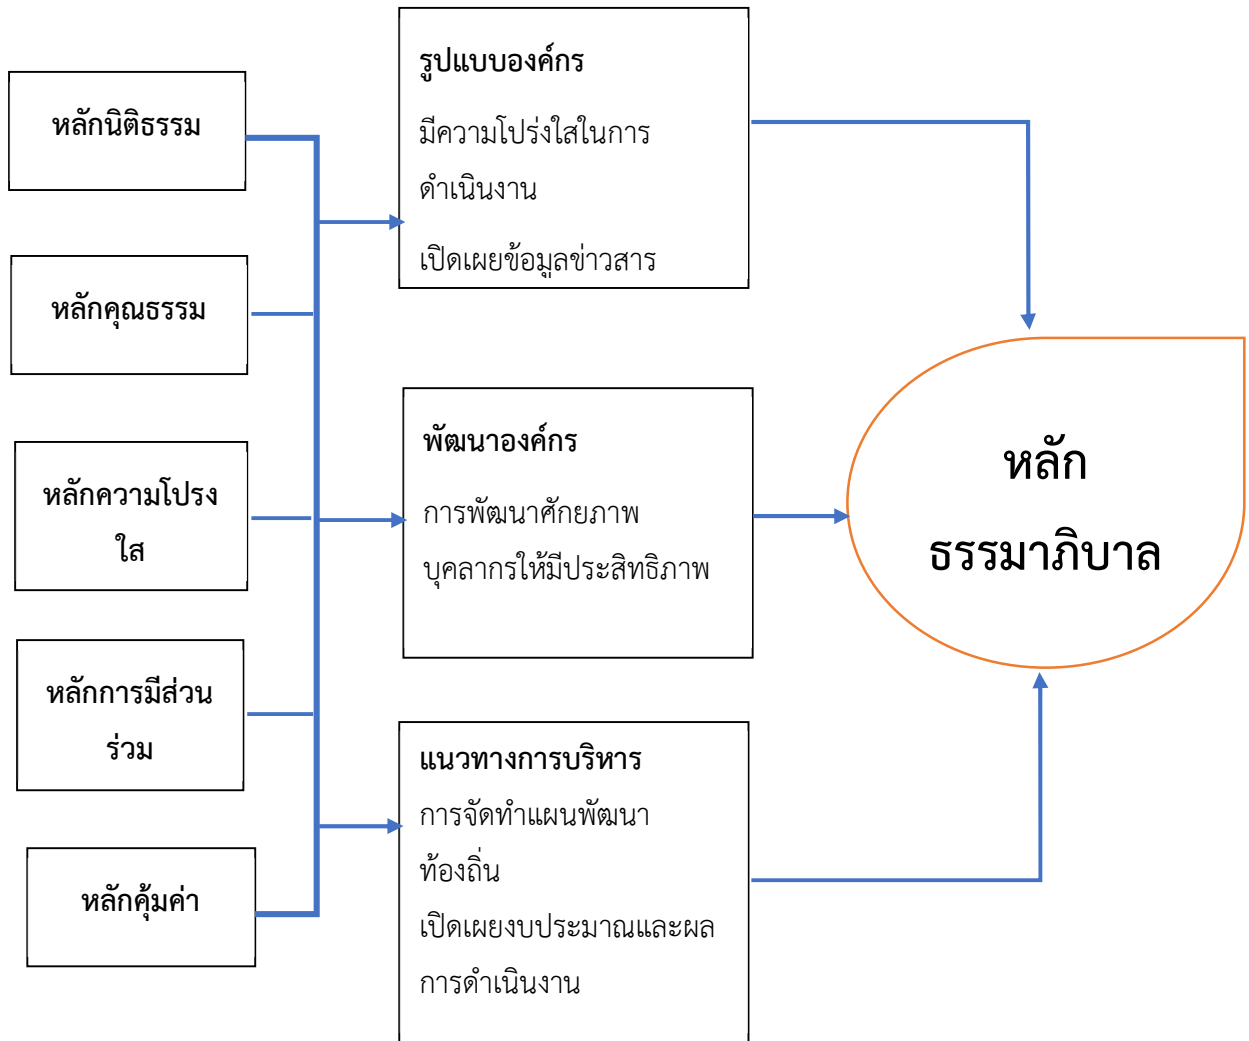 หลักนิติธรรม
หลักคุณธรรม
หลักความโปรง
ใส
หลักการมีส่วน
ร่วม
หลักคุ้มค่า
รูปแบบองค์กร
มีความโปร่งใสในการ
ดำเนินงาน
เปิดเผยข้อมูลข่าวสาร
พัฒนาองค์กร
การพัฒนาศักยภาพ
บุคลากรให้มีประสิทธิภาพ
แนวทางการบริหาร
การจัดทำแผนพัฒนา
ท้องถิ่น
เปิดเผยงบประมาณและผล
การดำเนินงาน
หลัก
ธรรมาภิบาล